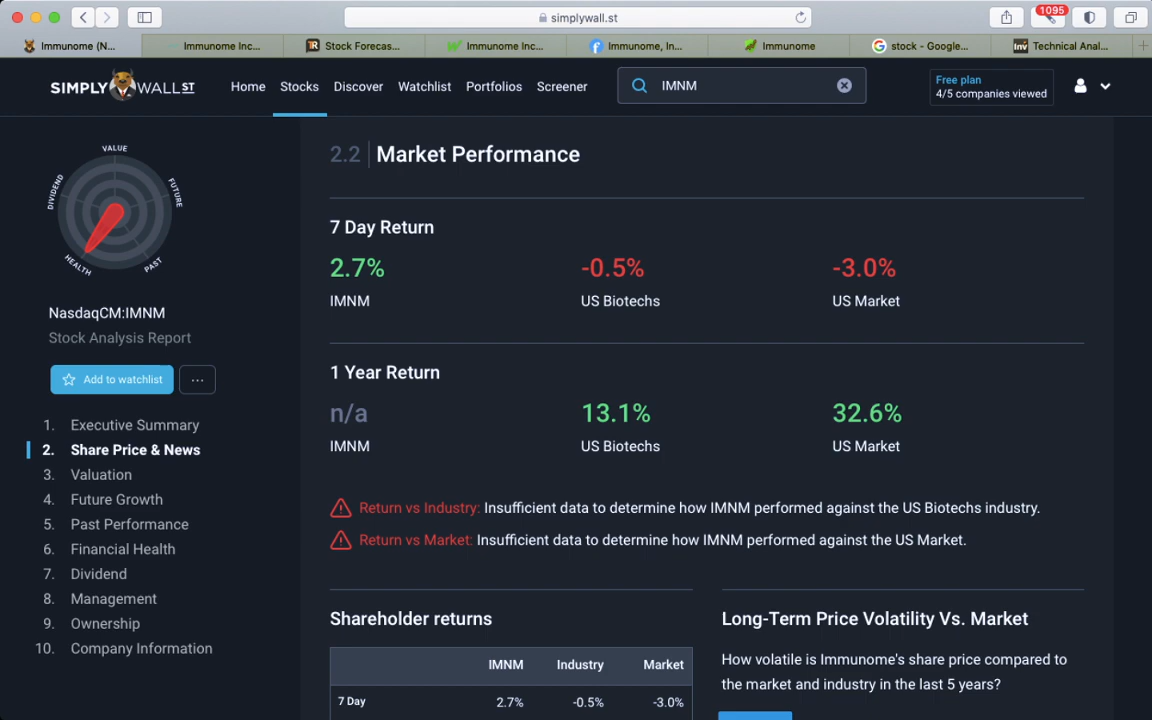 simplywall.st
1095
Immunome (N...
Immunome Inc...
Stock Forecas...
Immunome Inc...
Immunome, In...
Immunome
stock - Google...
Technical Anal...
SIMPLY WALL ST
Home
Stocks
Discover
Watchlist
Portfolios
Screener
IMNM
Free plan
4/5 companies viewed
VALUE
FUTURE
PAST
HEALTH
DIVIDEND
NasdaqCM:IMNM
Stock Analysis Report
Add to watchlist
...
1. Executive Summary
2. Share Price & News
3. Valuation
4. Future Growth
5. Past Performance
6. Financial Health
7. Dividend
8. Management
9. Ownership
10. Company Information
2.2 Market Performance
7 Day Return
2.7% -0.5% -3.0%
IMNM US Biotechs US Market
1 Year Return
n/a 13.1% 32.6%
IMNM US Biotechs US Market
Return vs Industry: Insufficient data to determine how IMNM performed against the US Biotechs industry.
Return vs Market: Insufficient data to determine how IMNM performed against the US Market.
Shareholder returns
IMNM Industry Market
7 Day 2.7% -0.5% -3.0%
Long-Term Price Volatility Vs. Market
How volatile is Immunome's share price compared to
the market and industry in the last 5 years?